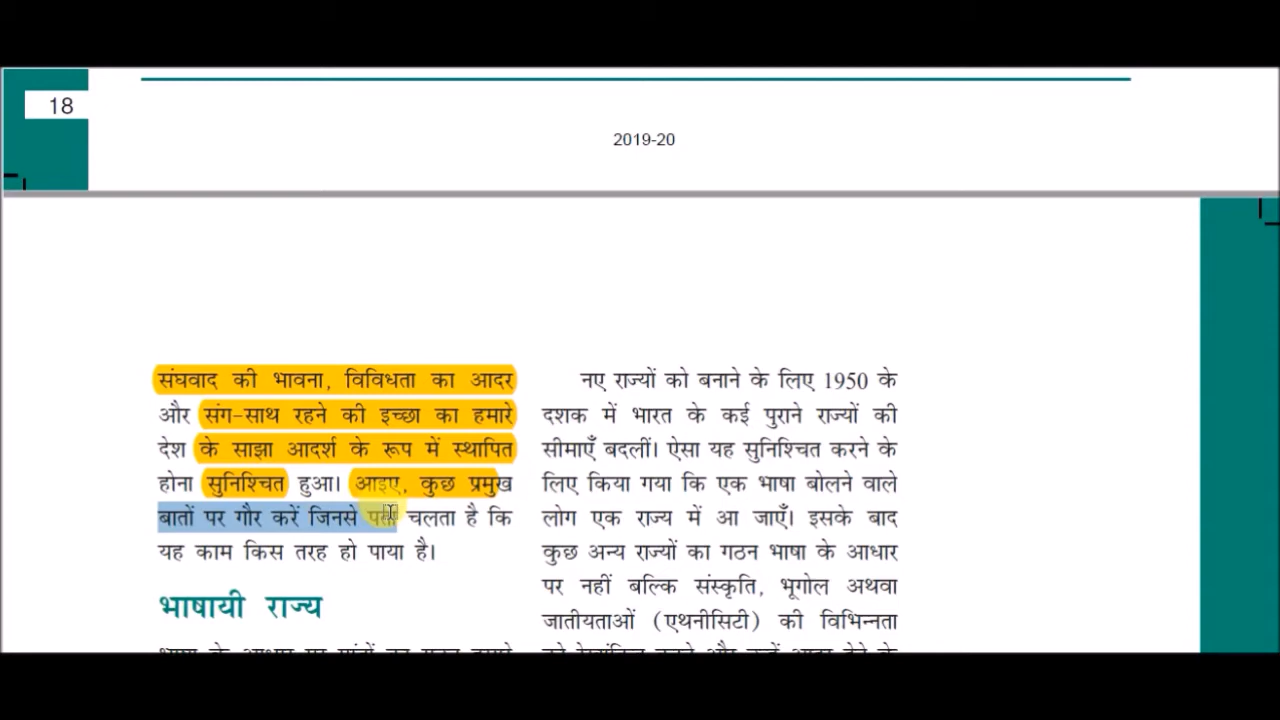 18
2019-20
संघवाद की भावना, विविधता का आदर
और संग-साथ रहने की इच्छा का हमारे
देश के साझा आदर्श के रूप में स्थापित
होना सुनिश्चित हुआ। आइए, कुछ प्रमुख
बातों पर गौर करें जिनसे पता चलता है कि
यह काम किस तरह हो पाया है।
भाषायी राज्य
नए राज्यों को बनाने के लिए 1950 के
दशक में भारत के कई पुराने राज्यों की
सीमाएँ बदलीं। ऐसा यह सुनिश्चित करने के
लिए किया गया कि एक भाषा बोलने वाले
लोग एक राज्य में आ जाएँ। इसके बाद
कुछ अन्य राज्यों का गठन भाषा के आधार
पर नहीं बल्कि संस्कृति, भूगोल अथवा
जातीयताओं (एथनीसिटी) की विभिन्नता